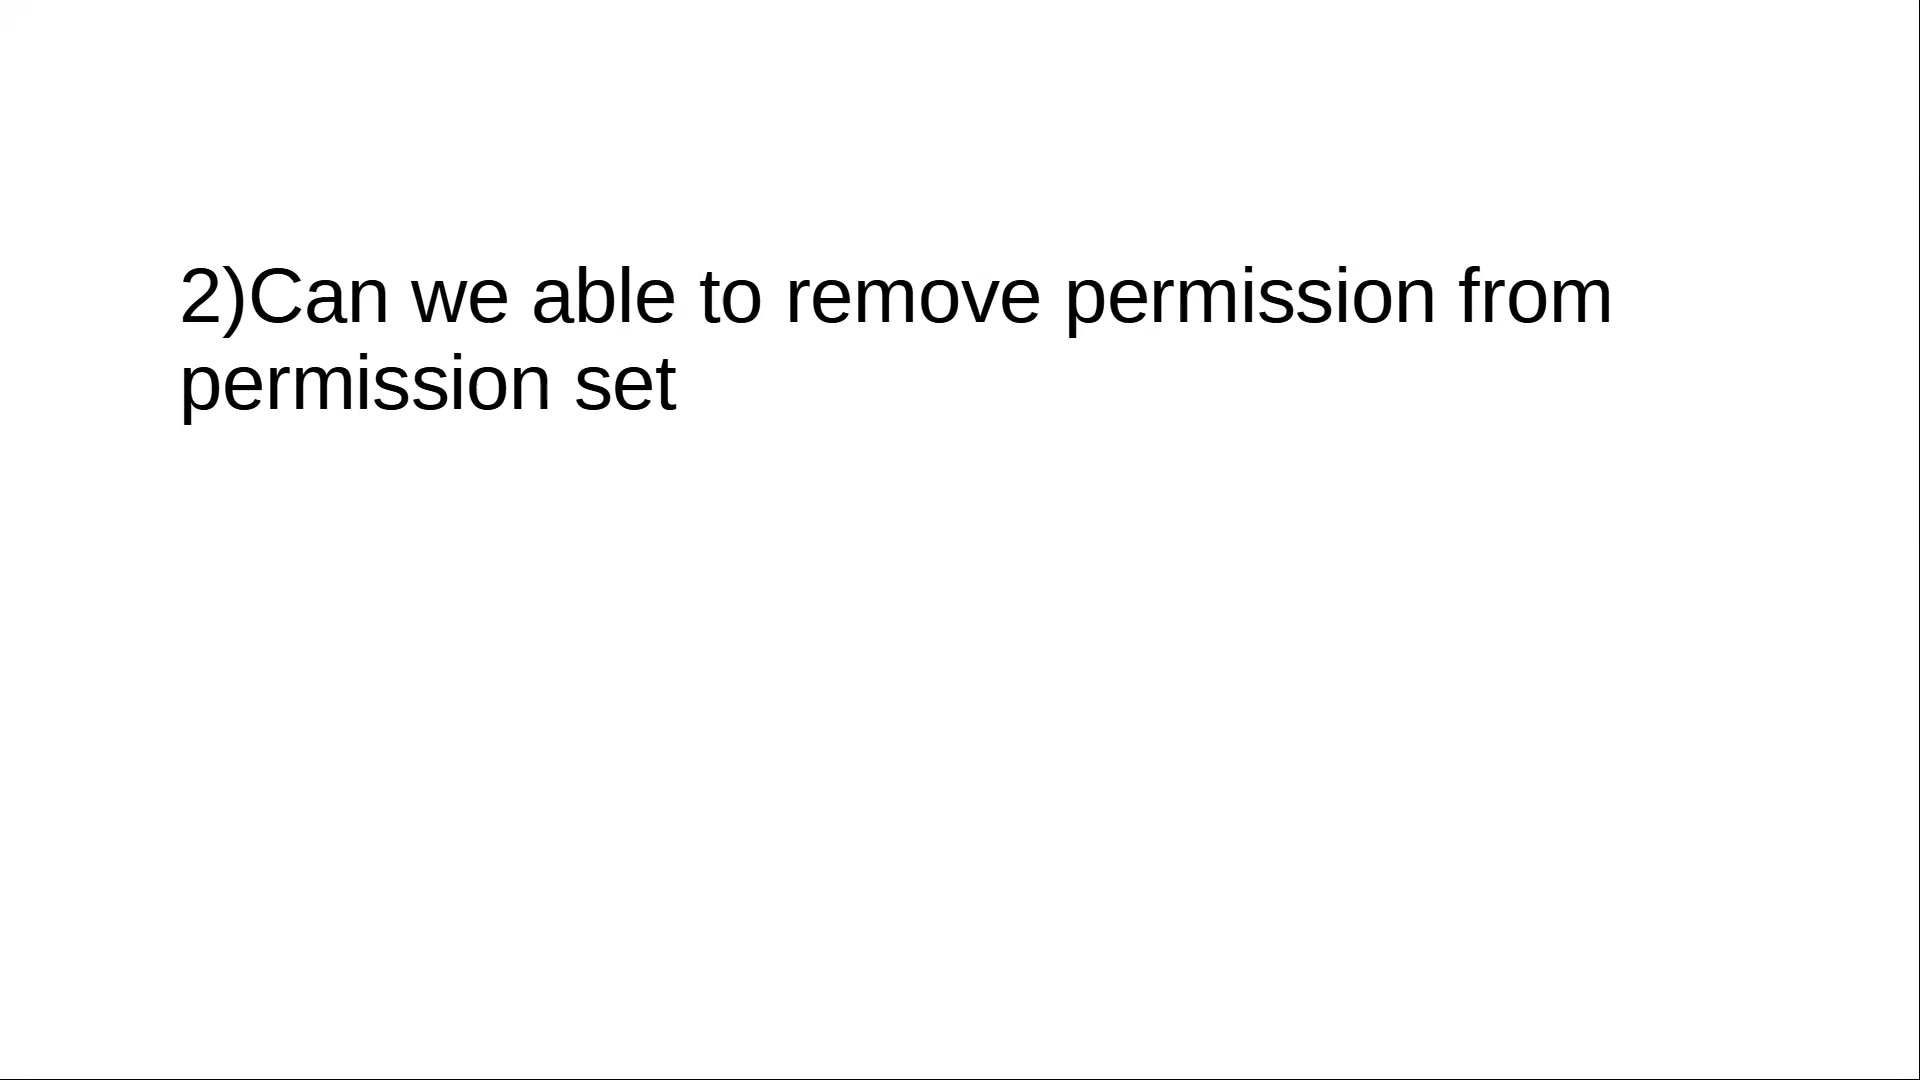 2)Can we able to remove permission from
permission set